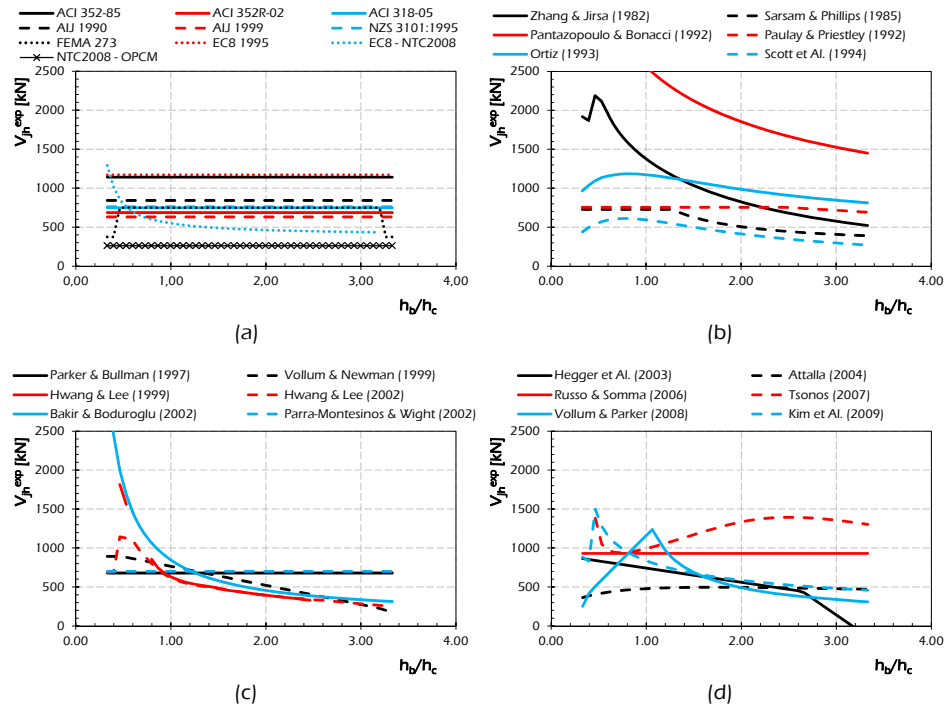 ACI 352-85 ACI 352R-02 ACI 318-05
AIJ 1990 AIJ 1999 NZS 3101:1995
FEMA 273 EC8 1995 EC8 - NTC2008
NTC2008 - OPCM
V_jh^exp [kN]
2500
2000
1500
1000
500
0
0,00 1,00 2,00 3,00 4,00
h_b/h_c
(a)
Zhang & Jirsa (1982) Sarsam & Phillips (1985)
Pantazopoulo & Bonacci (1992) Paulay & Priestley (1992)
Ortiz (1993) Scott et Al. (1994)
V_jh^exp [kN]
2500
2000
1500
1000
500
0
0.00 1.00 2.00 3.00 4.00
h_b/h_c
(b)
Parker & Bullman (1997) Vollum & Newman (1999)
Hwang & Lee (1999) Hwang & Lee (2002)
Bakir & Boduroglu (2002) Parra-Montesinos & Wight (2002)
V_jh^exp [kN]
2500
2000
1500
1000
500
0
0.00 1.00 2.00 3.00 4.00
h_b/h_c
(c)
Hegger et Al. (2003) Attalla (2004)
Russo & Somma (2006) Tsonos (2007)
Vollum & Parker (2008) Kim et Al. (2009)
V_jh^exp [kN]
2500
2000
1500
1000
500
0
0.00 1.00 2.00 3.00 4.00
h_b/h_c
(d)